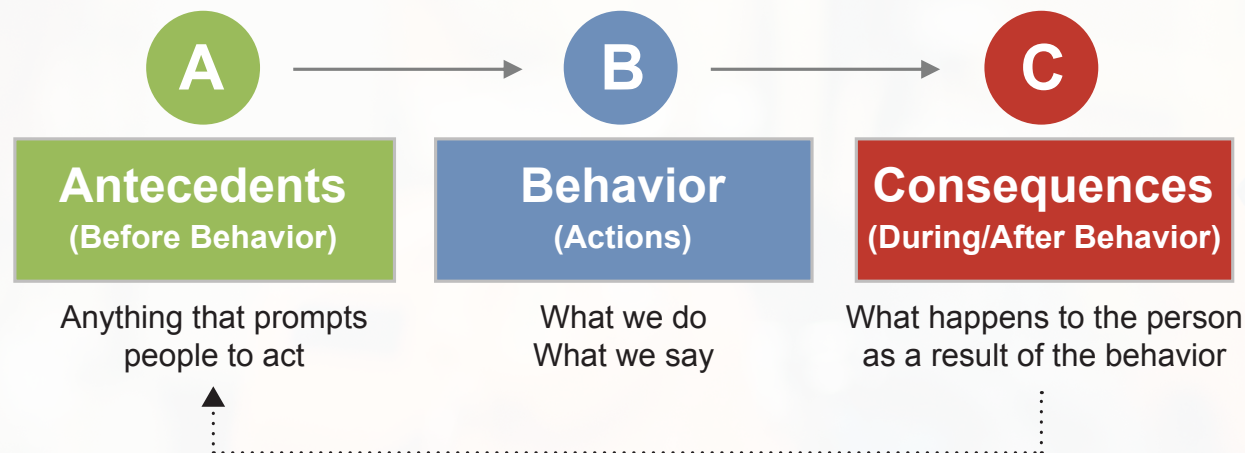 A
B
C
Antecedents
(Before Behavior)
Behavior
(Actions)
Consequences
(During/After Behavior)
Anything that prompts
people to act
What we do
What we say
What happens to the person
as a result of the behavior